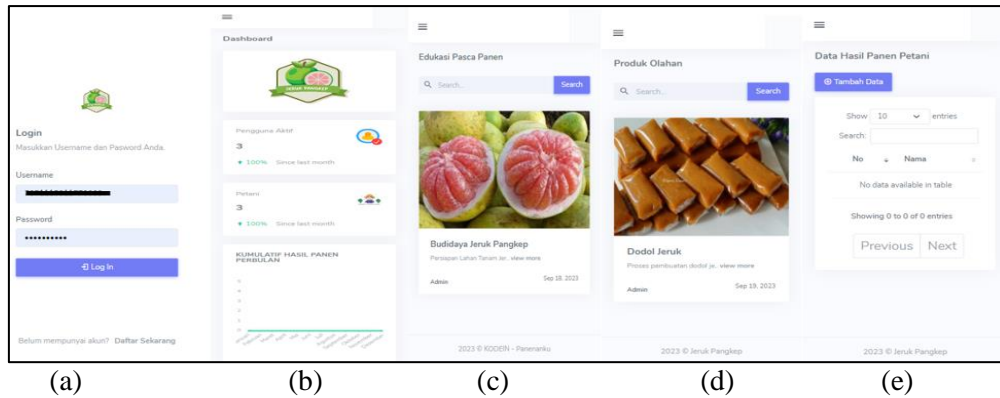 Login
Masukkan Username dan Pasword Anda.
Username
Password
Log In
Belum mempunyai akun? Daftar Sekarang
(a)
Dashboard
JERUK PANGKEP
Pengguna Aktif
3
100% Since last month
Petani
3
100% Since last month
KUMULATIF HASIL PANEN
PERBULAN
(b)
Edukasi Pasca Panen
Search...
Search
Budidaya Jeruk Pangkep
Persiapan Lahan Tanam Jer.. view more
Admin
Sep 18, 2023
2023 © KODEIN - Panenanku
(c)
Produk Olahan
Search...
Search
Dodol Jeruk
Proses pembuatan dodol je.. view more
Admin
Sep 19, 2023
2023 © Jeruk Pangkep
(d)
Data Hasil Panen Petani
Tambah Data
Show 10 entries
Search:
No Nama
No data available in table
Showing 0 to 0 of 0 entries
Previous Next
2023 © Jeruk Pangkep
(e)